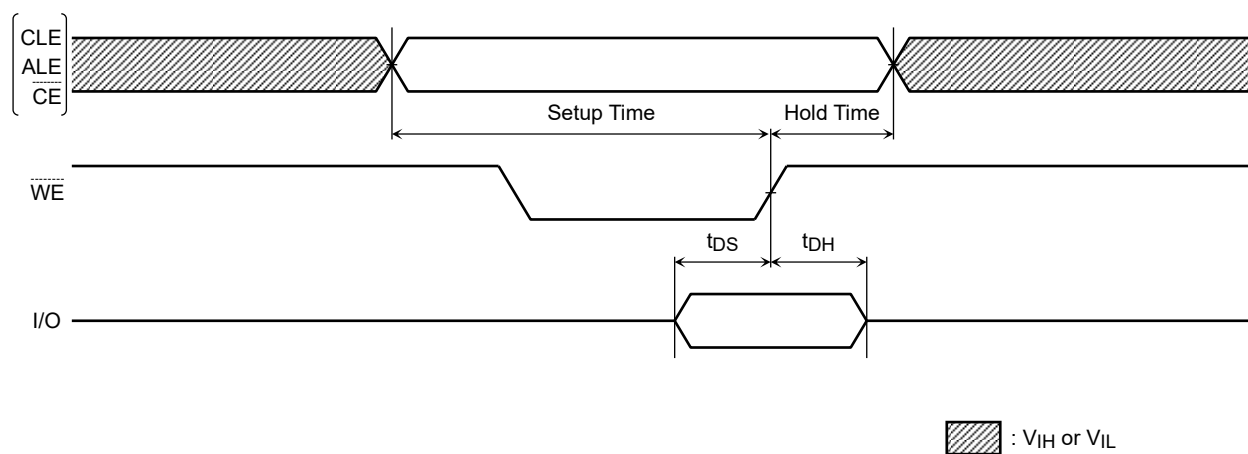 CLE
ALE
CE
Setup Time
Hold Time
WE
tDS
tDH
I/O
: VIH or VIL